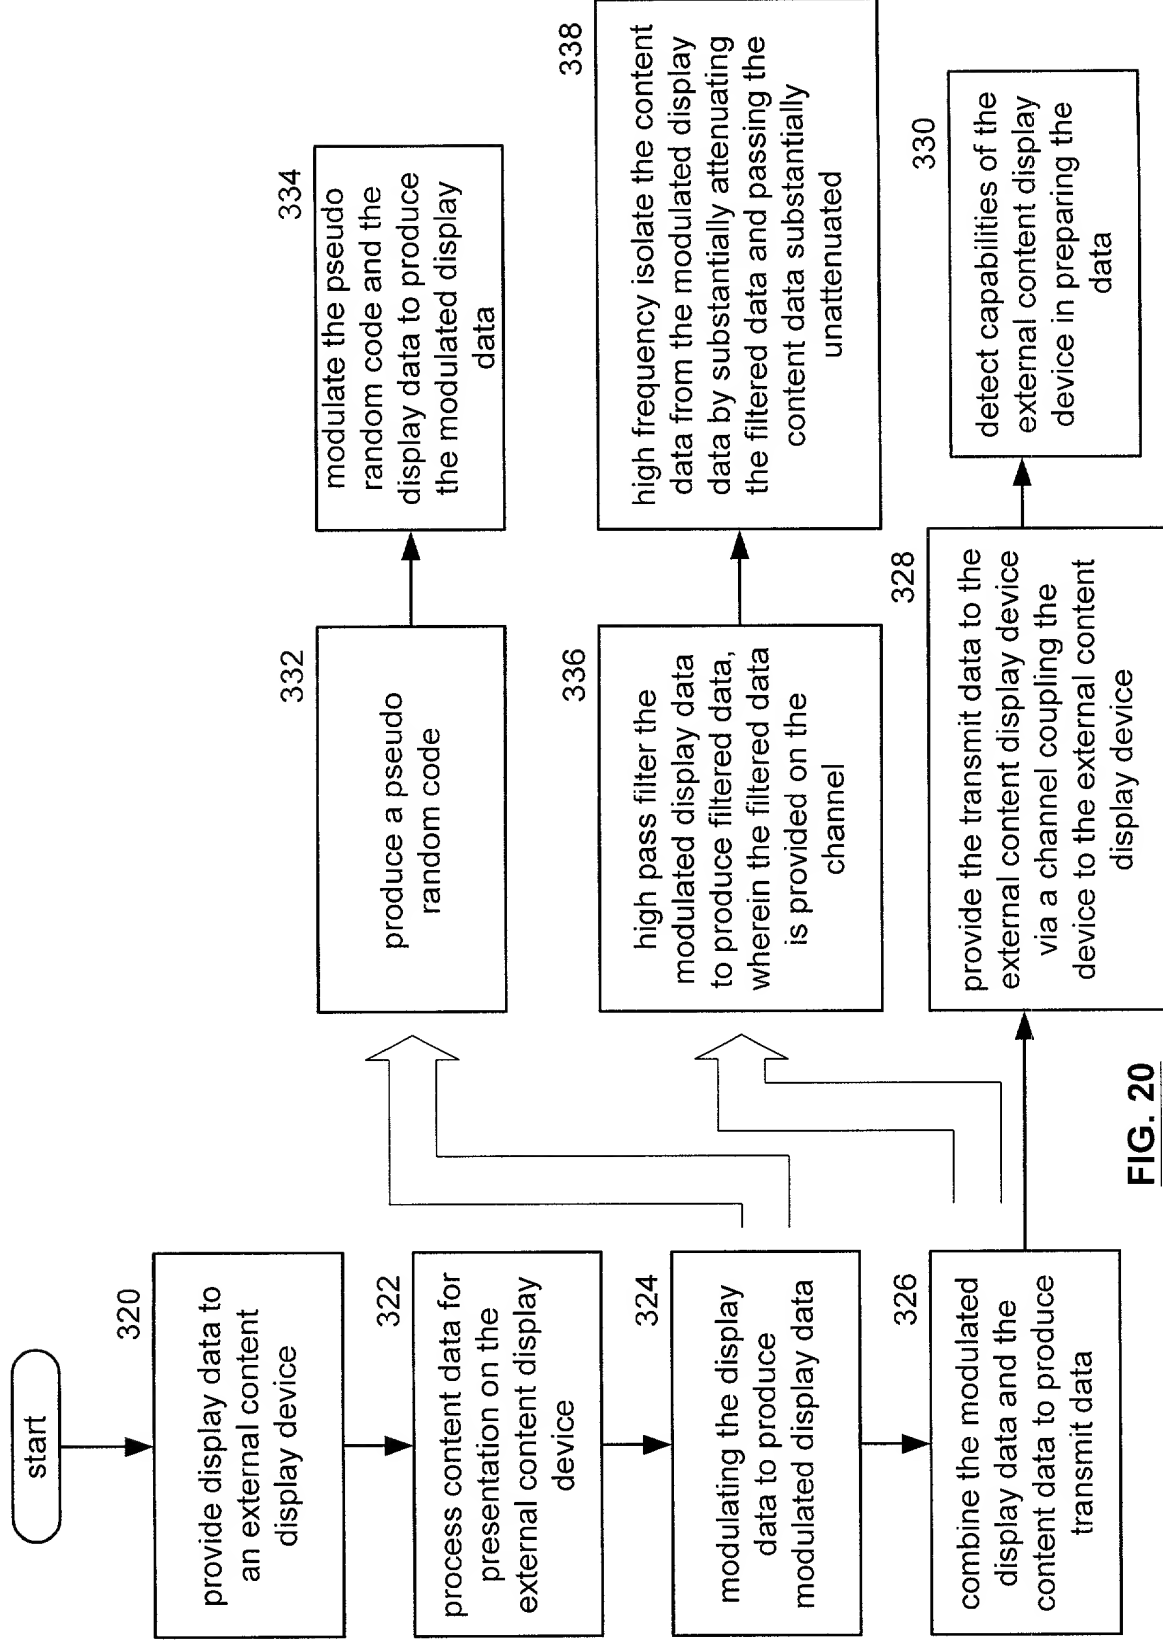 start
320
provide display data to
an external content
display device
322
process content data for
presentation on the
external content display
device
324
modulating the display
data to produce
modulated display data
326
combine the modulated
display data and the
content data to produce
transmit data
332
produce a pseudo
random code
334
modulate the pseudo
random code and the
display data to produce
the modulated display
data
336
high pass filter the
modulated display data
to produce filtered data,
wherein the filtered data
is provided on the
channel
338
high frequency isolate the content
data from the modulated display
data by substantially attenuating
the filtered data and passing the
content data substantially
unattenuated
328
provide the transmit data to the
external content display device
via a channel coupling the
device to the external content
display device
330
detect capabilities of the
external content display
device in preparing the
data
FIG. 20